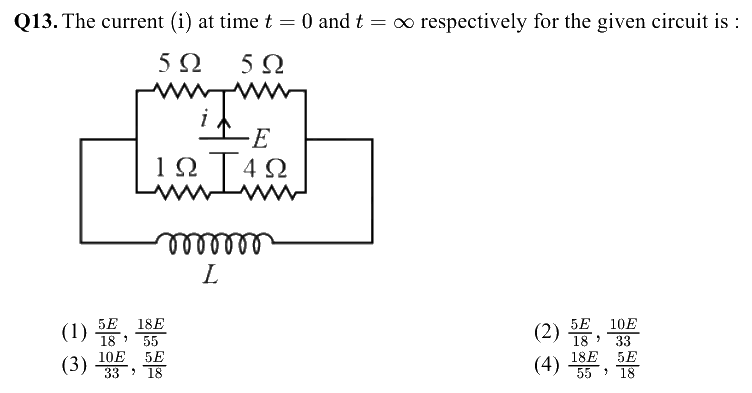 Q13. The current (i) at time t = 0 and t = ∞ respectively for the given circuit is :
5 Ω 5 Ω
i
E
1 Ω 4 Ω
L
(1) 5E/18 , 18E/55 (2) 5E/18 , 10E/33
(3) 10E/33 , 5E/18 (4) 18E/55 , 5E/18